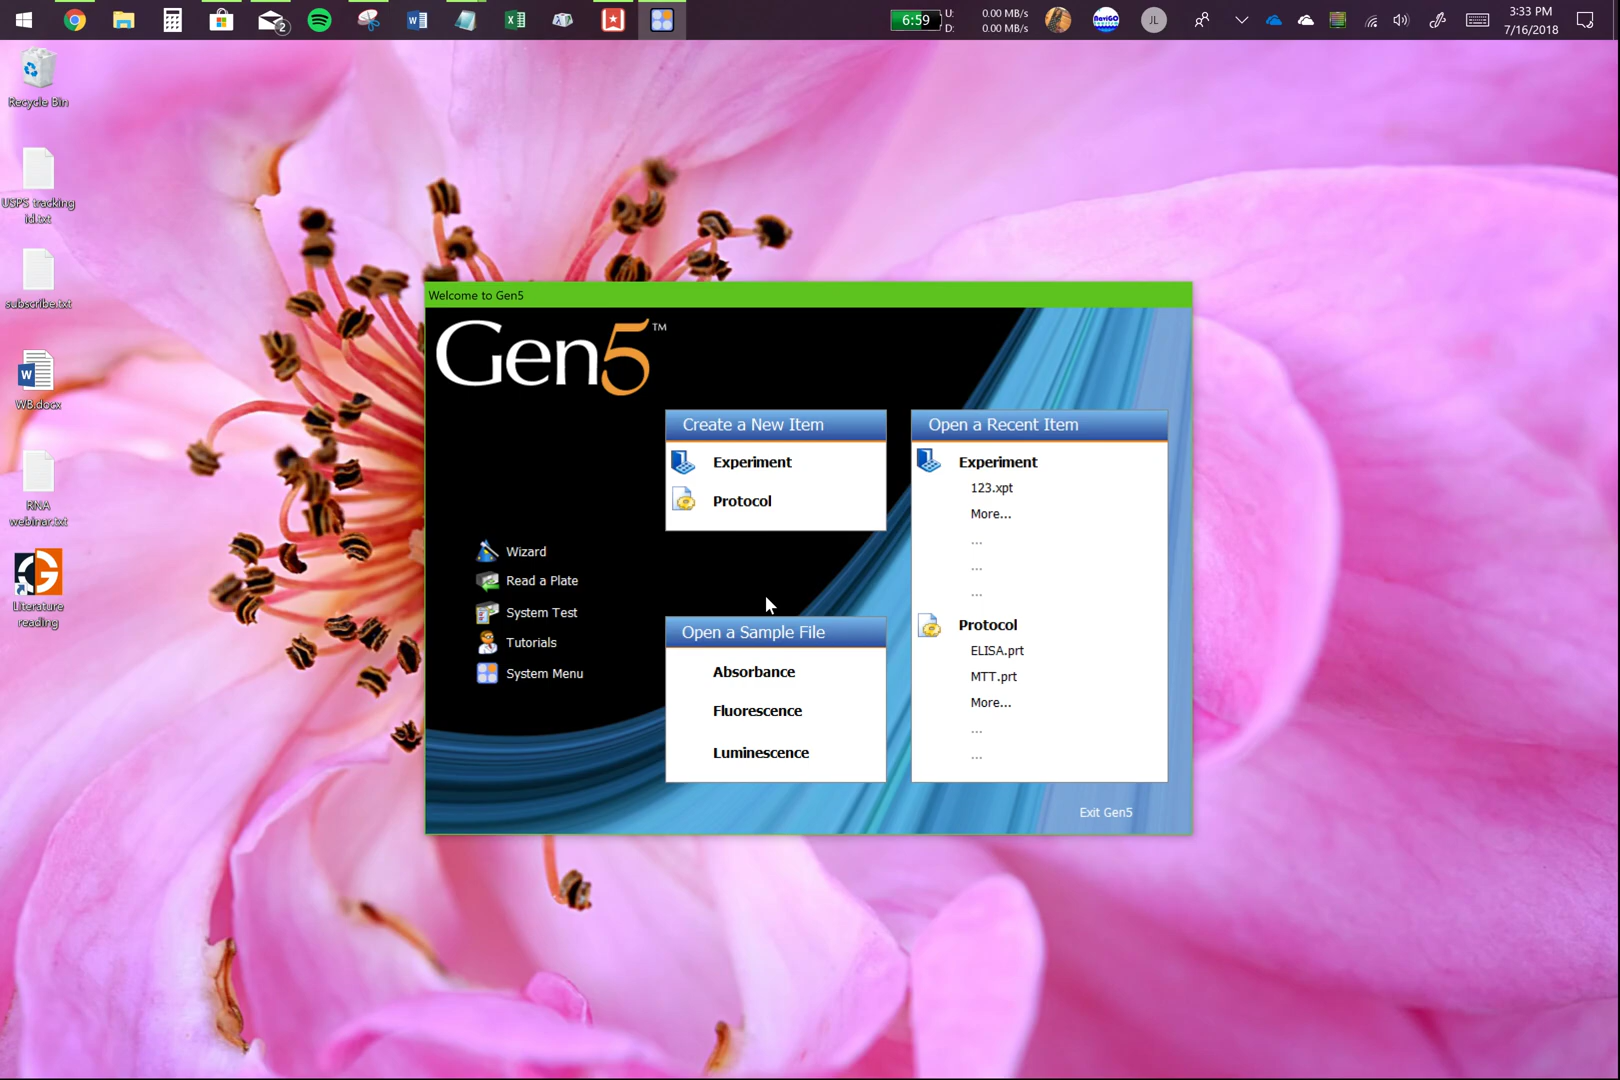 2
6:59
U:
D:
0.00 MB/s
0.00 MB/s
NaviGO
JL
3:33 PM
7/16/2018
Recycle Bin
USPS tracking
id.txt
subscribe.txt
WB.docx
RNA
webinar.txt
Literature
reading
Welcome to Gen5
Gen5™
Create a New Item
Experiment
Protocol
Wizard
Read a Plate
System Test
Tutorials
System Menu
Open a Sample File
Absorbance
Fluorescence
Luminescence
Open a Recent Item
Experiment
123.xpt
More...
...
...
...
Protocol
ELISA.prt
MTT.prt
More...
...
...
Exit Gen5